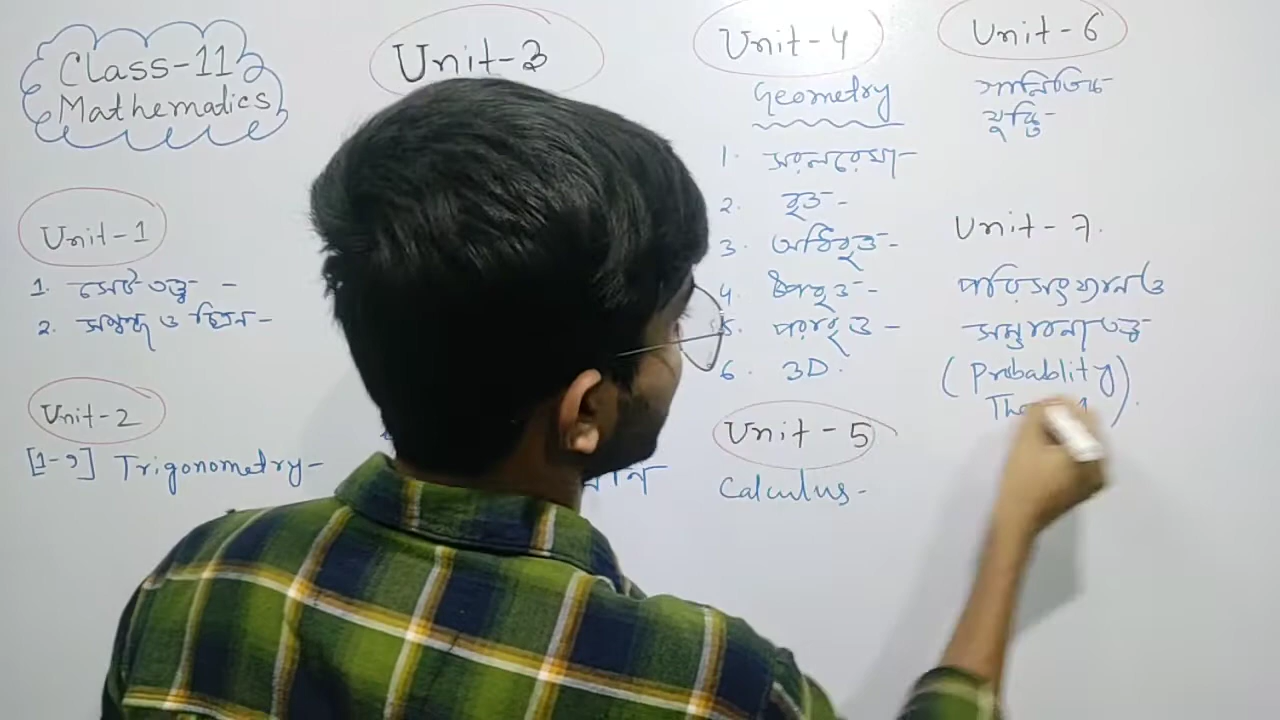 Class-11
Mathematics
Unit-1
1. সেট তত্ত্ব -
2. সম্বন্ধ ও চিত্রন -
Unit-2
[1-9] Trigonometry -
Unit-3
Unit-4
Geometry
1. সরলরেখা -
2. বৃত্ত -
3. অধিবৃত্ত -
4. উপবৃত্ত -
5. পরাবৃত্ত -
6. 3D.
Unit-5
Calculus -
Unit-6
গানিতিক
যুক্তি -
Unit-7.
পরিসংখ্যান ও
সম্ভাবনা তত্ত্ব
(Probablity